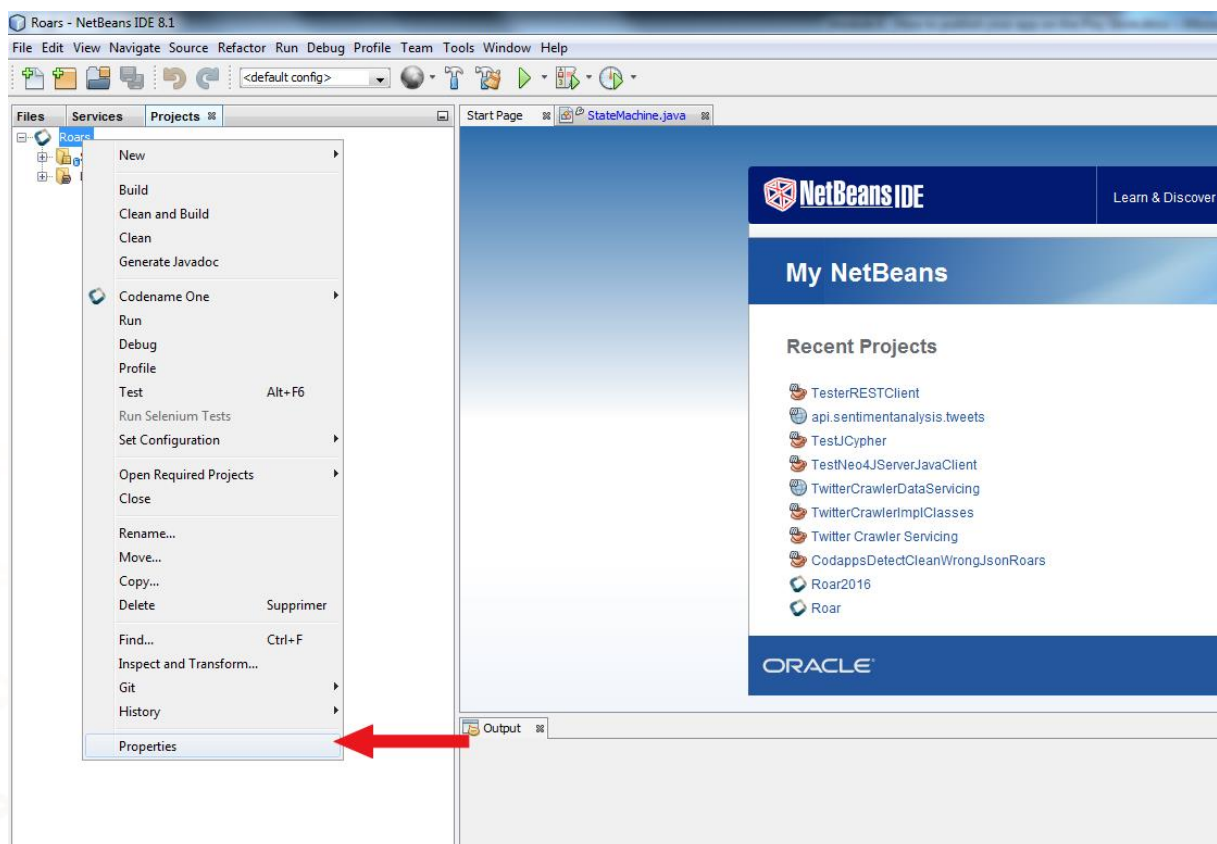 Roars - NetBeans IDE 8.1
File Edit View Navigate Source Refactor Run Debug Profile Team Tools Window Help
<default config>
Files Services Projects
Start Page StateMachine.java
Roars
New
Build
Clean and Build
Clean
Generate Javadoc
Codename One
Run
Debug
Profile
Test Alt+F6
Run Selenium Tests
Set Configuration
Open Required Projects
Close
Rename...
Move...
Copy...
Delete Supprimer
Find... Ctrl+F
Inspect and Transform...
Git
History
Properties
NetBeans IDE
Learn & Discover
My NetBeans
Recent Projects
TesterRESTClient
api.sentimentanalysis.tweets
TestJCypher
TestNeo4JServerJavaClient
TwitterCrawlerDataServicing
TwitterCrawlerImplClasses
Twitter Crawler Servicing
CodappsDetectCleanWrongJsonRoars
Roar2016
Roar
ORACLE
Output